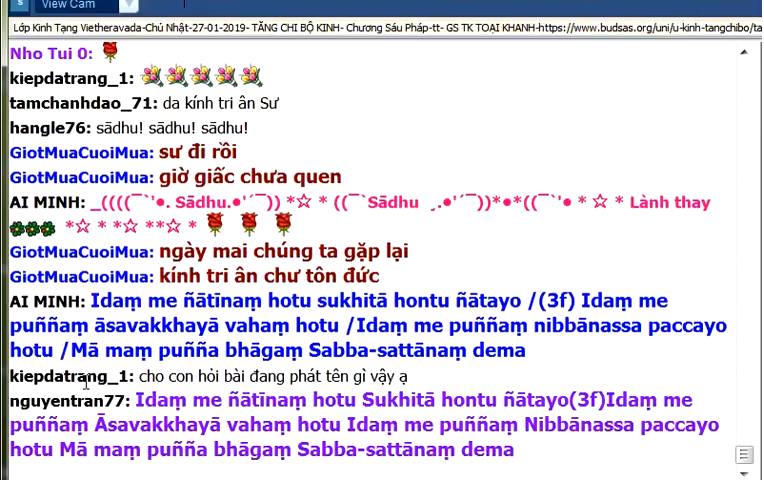 View Cam
Lớp Kinh Tạng Vietheravada-Chủ Nhật-27-01-2019- TĂNG CHI BỘ KINH- Chương Sáu Pháp-tt- GS TK TOẠI KHANH-https://www.budsas.org/uni/u-kinh-tangchibo/ta
Nho Tui 0:
kiepdatrang_1:
tamchanhdao_71: da kính tri ân Sư
hangle76: sādhu! sādhu! sādhu!
GiotMuaCuoiMua: sư đi rồi
GiotMuaCuoiMua: giờ giấc chưa quen
AI MINH: _((((¯`'●. Sādhu.●'´¯)) *☆ * ((¯`Sādhu ¸.●'´¯))*●*((¯`'● * ☆ * Lành thay
*☆ * *☆ **☆ *
GiotMuaCuoiMua: ngày mai chúng ta gặp lại
GiotMuaCuoiMua: kính tri ân chư tôn đức
AI MINH: Idaṃ me ñātīnaṃ hotu sukhitā hontu ñātayo /(3f) Idaṃ me
puññaṃ āsavakkhayā vahaṃ hotu /Idaṃ me puññaṃ nibbānassa paccayo
hotu /Mā maṃ puñña bhāgaṃ Sabba-sattānaṃ dema
kiepdatrang_1: cho con hỏi bài đang phát tên gì vậy ạ
nguyentran77: Idaṃ me ñātīnaṃ hotu Sukhitā hontu ñātayo(3f)Idaṃ me
puññaṃ Āsavakkhayā vahaṃ hotu Idaṃ me puññaṃ Nibbānassa paccayo
hotu Mā maṃ puñña bhāgaṃ Sabba-sattānaṃ dema